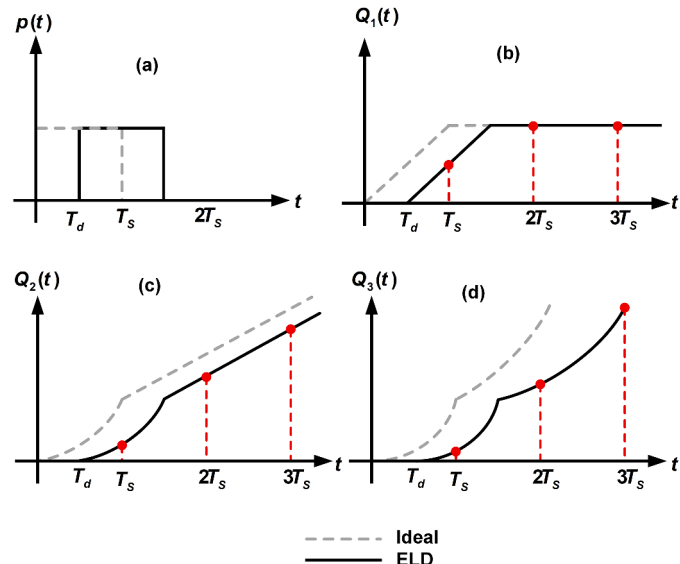 p(t)
(a)
T_d
T_S
2T_S
t
Q_1(t)
(b)
T_d
T_S
2T_S
3T_S
t
Q_2(t)
(c)
T_d
T_S
2T_S
3T_S
t
Q_3(t)
(d)
T_d
T_S
2T_S
3T_S
t
Ideal
ELD